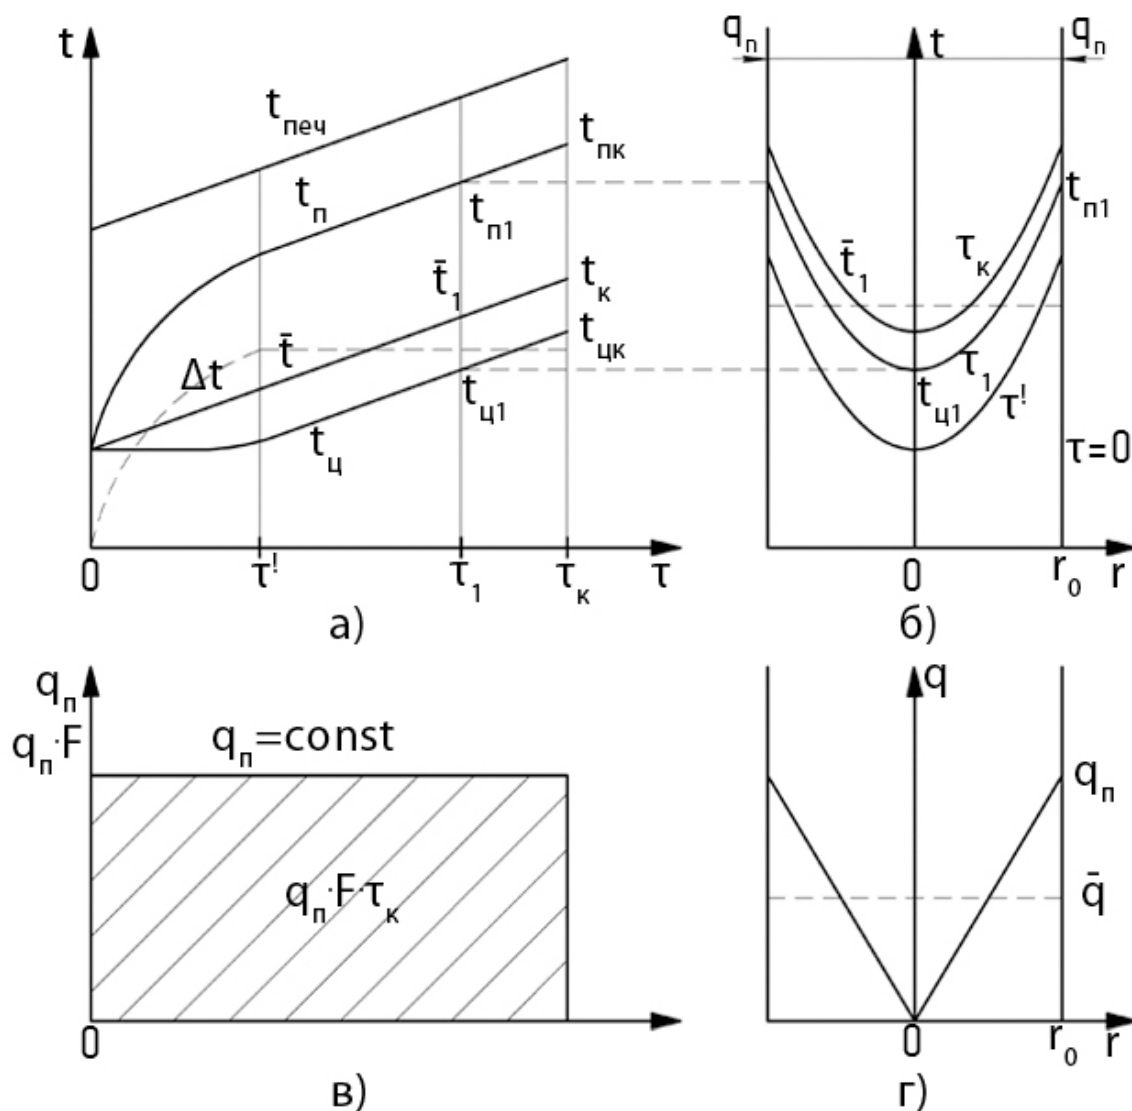 t
t печ
t пк
t п
t п1
t̄ 1
t к
t̄
Δt
t цк
t ц1
t ц
0
τ!
τ 1
τ к
τ
а)
q п
t
q п
t п1
t̄ 1
τ к
τ 1
t ц1
τ!
τ=0
0
r 0
r
б)
q п
q п·F
q п=const
q п·F·τ к
0
в)
q
q п
q̄
0
r 0
r
г)